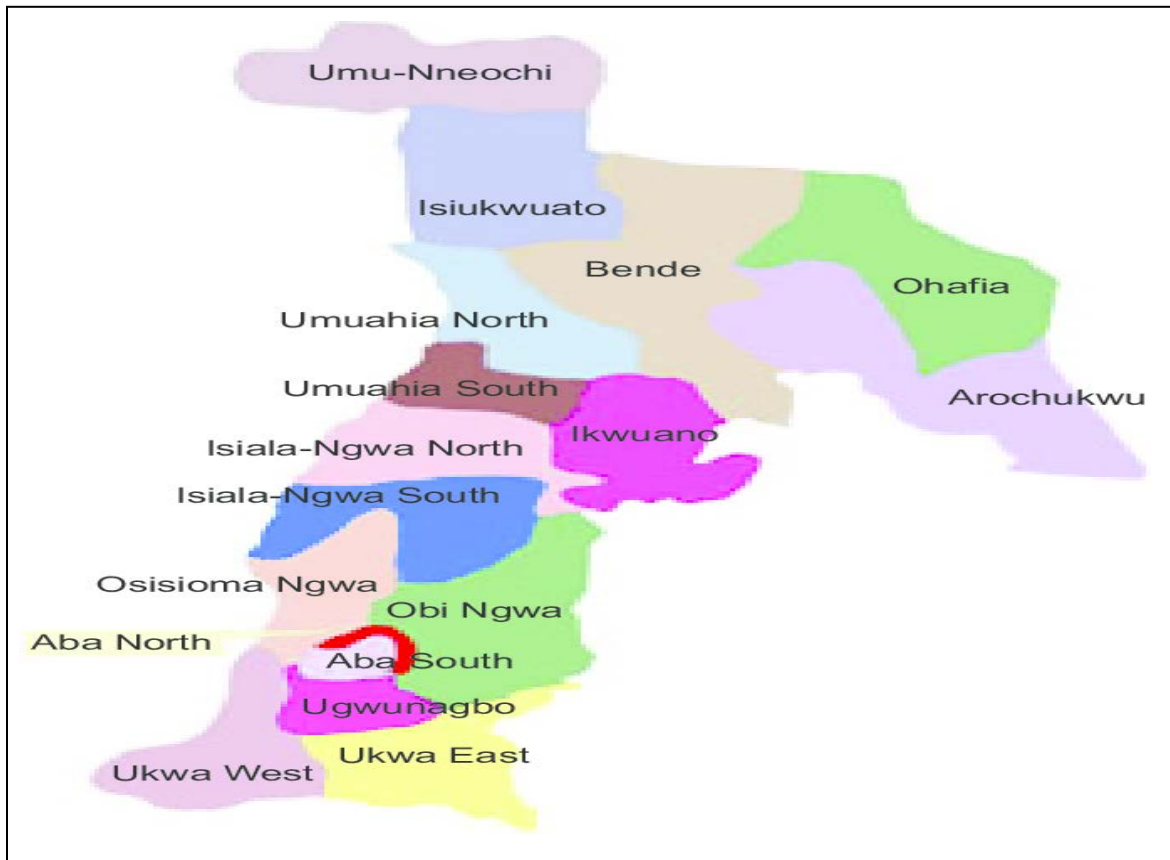 Umu-Nneochi
Isiukwuato
Bende
Ohafia
Umuahia North
Umuahia South
Arochukwu
Ikwuano
Isiala-Ngwa North
Isiala-Ngwa South
Osisioma Ngwa
Obi Ngwa
Aba North
Aba South
Ugwunagbo
Ukwa East
Ukwa West